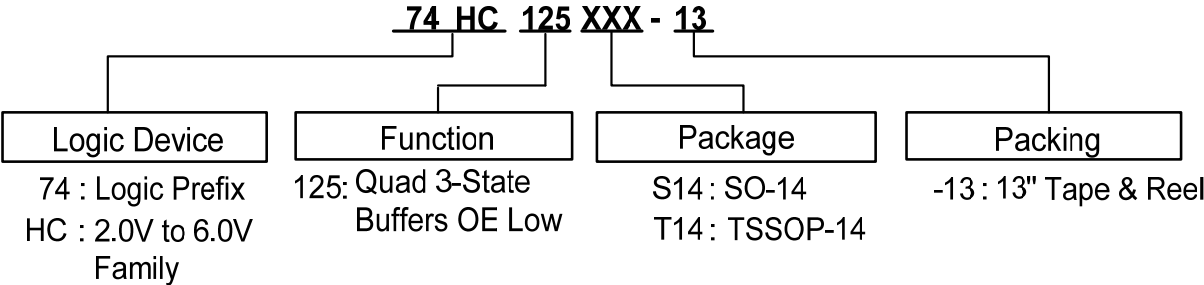 74 HC 125 XXX - 13
Logic Device
74 : Logic Prefix
HC : 2.0V to 6.0V
Family
Function
125: Quad 3-State
Buffers OE Low
Package
S14 : SO-14
T14 : TSSOP-14
Packing
-13 : 13" Tape & Reel